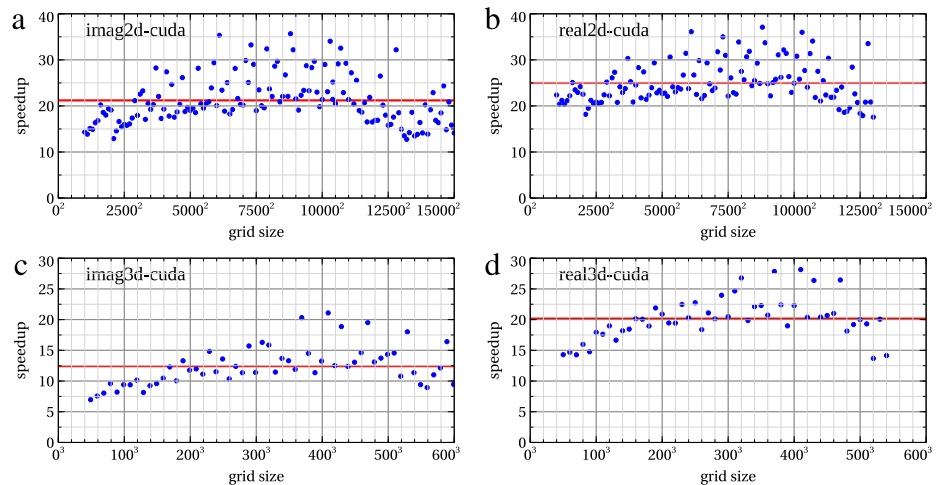 a
imag2d-cuda
speedup
40
30
20
10
0
0² 2500² 5000² 7500² 10000² 12500² 15000²
grid size
b
real2d-cuda
speedup
40
30
20
10
0
0² 2500² 5000² 7500² 10000² 12500² 15000²
grid size
c
imag3d-cuda
speedup
30
25
20
15
10
5
0
0³ 100³ 200³ 300³ 400³ 500³ 600³
grid size
d
real3d-cuda
speedup
30
25
20
15
10
5
0
0³ 100³ 200³ 300³ 400³ 500³ 600³
grid size